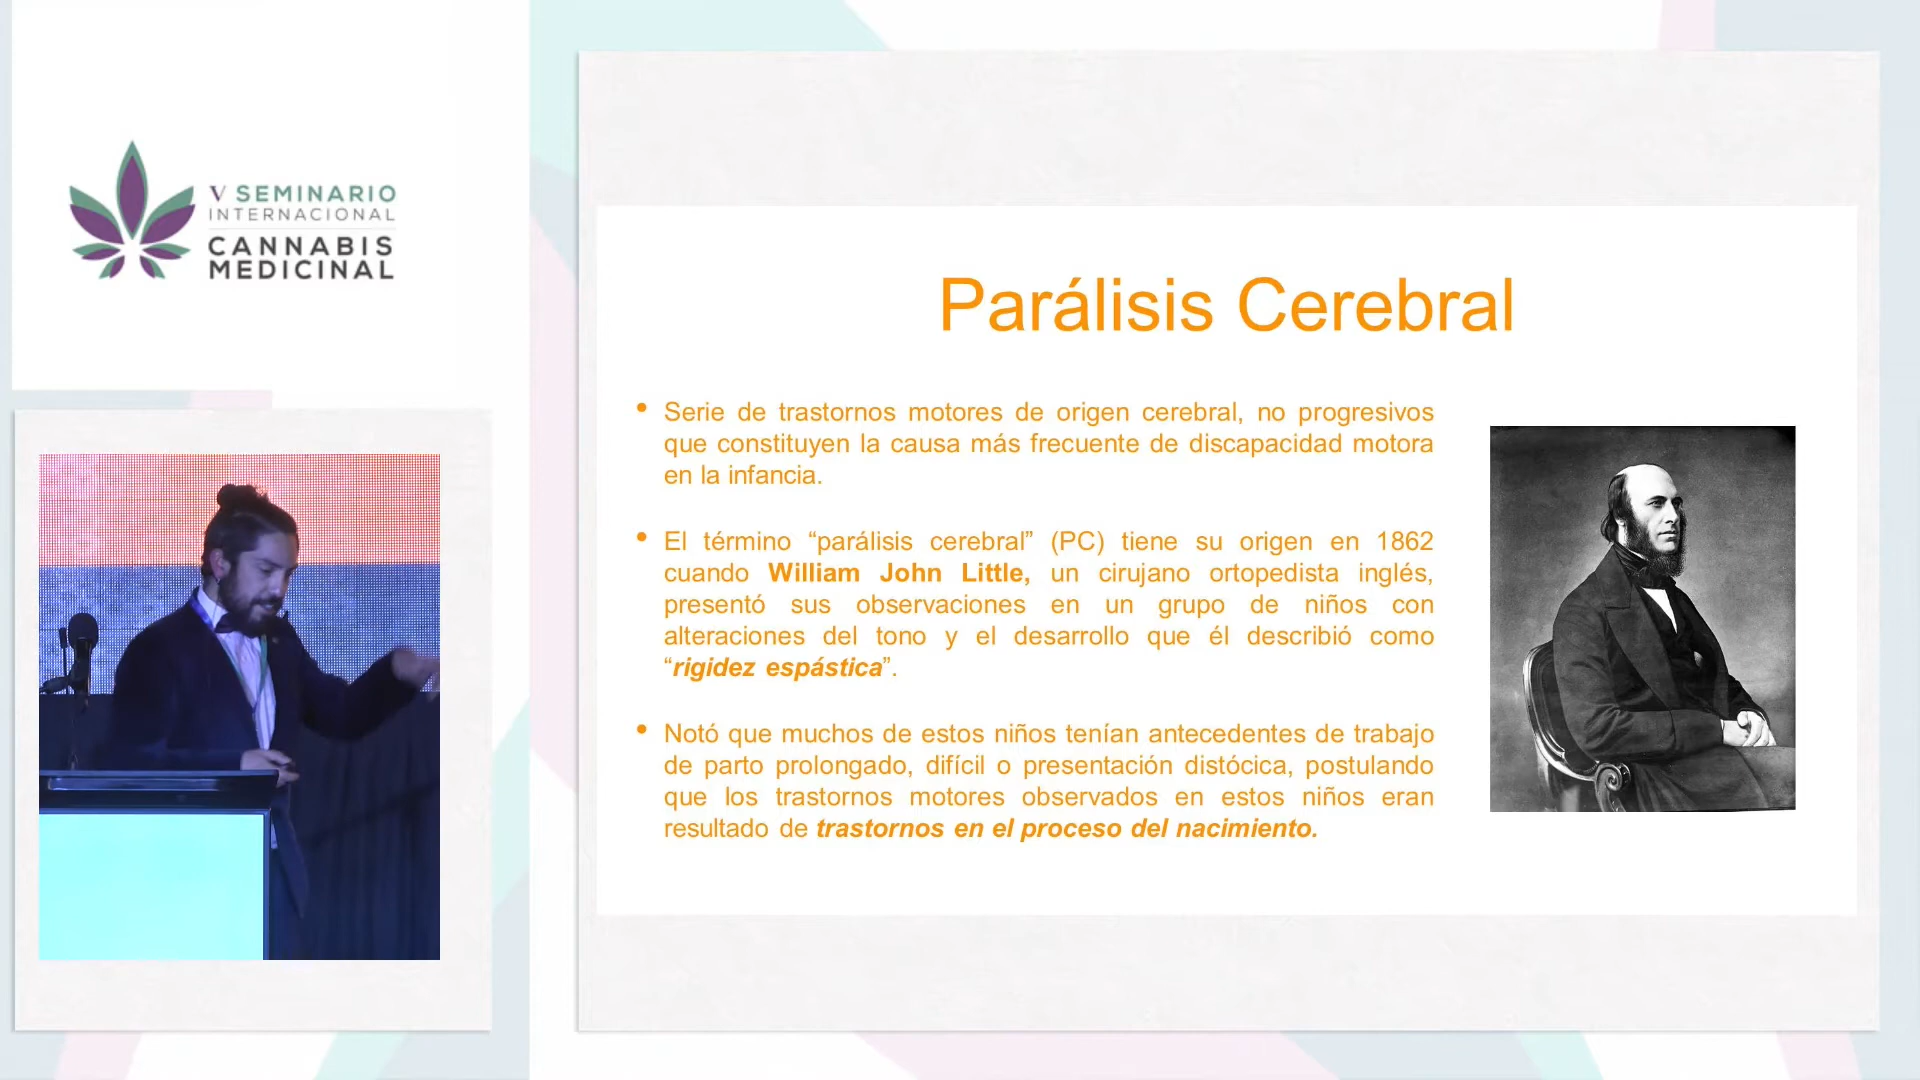 V SEMINARIO
INTERNACIONAL
CANNABIS
MEDICINAL
Parálisis Cerebral
• Serie de trastornos motores de origen cerebral, no progresivos
que constituyen la causa más frecuente de discapacidad motora
en la infancia.
• El término “parálisis cerebral” (PC) tiene su origen en 1862
cuando William John Little, un cirujano ortopedista inglés,
presentó sus observaciones en un grupo de niños con
alteraciones del tono y el desarrollo que él describió como
“rigidez espástica”.
• Notó que muchos de estos niños tenían antecedentes de trabajo
de parto prolongado, difícil o presentación distócica, postulando
que los trastornos motores observados en estos niños eran
resultado de trastornos en el proceso del nacimiento.